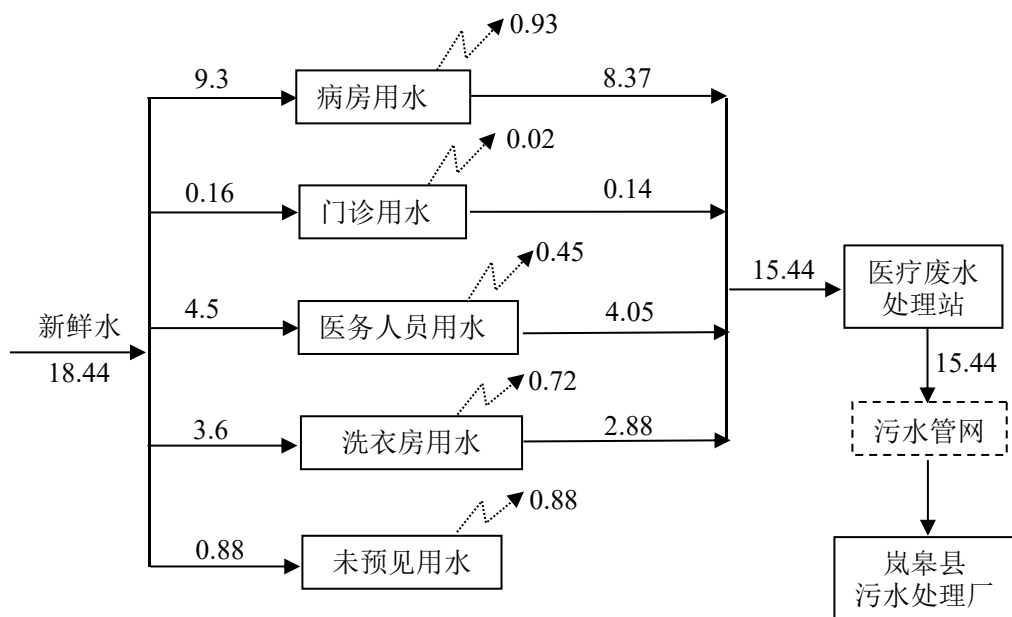 0.93
9.3
病房用水
8.37
0.02
0.16
门诊用水
0.14
0.45
4.5
医务人员用水
4.05
15.44
医疗废水
处理站
新鲜水
18.44
15.44
0.72
3.6
洗衣房用水
2.88
污水管网
0.88
0.88
未预见用水
岚皋县
污水处理厂